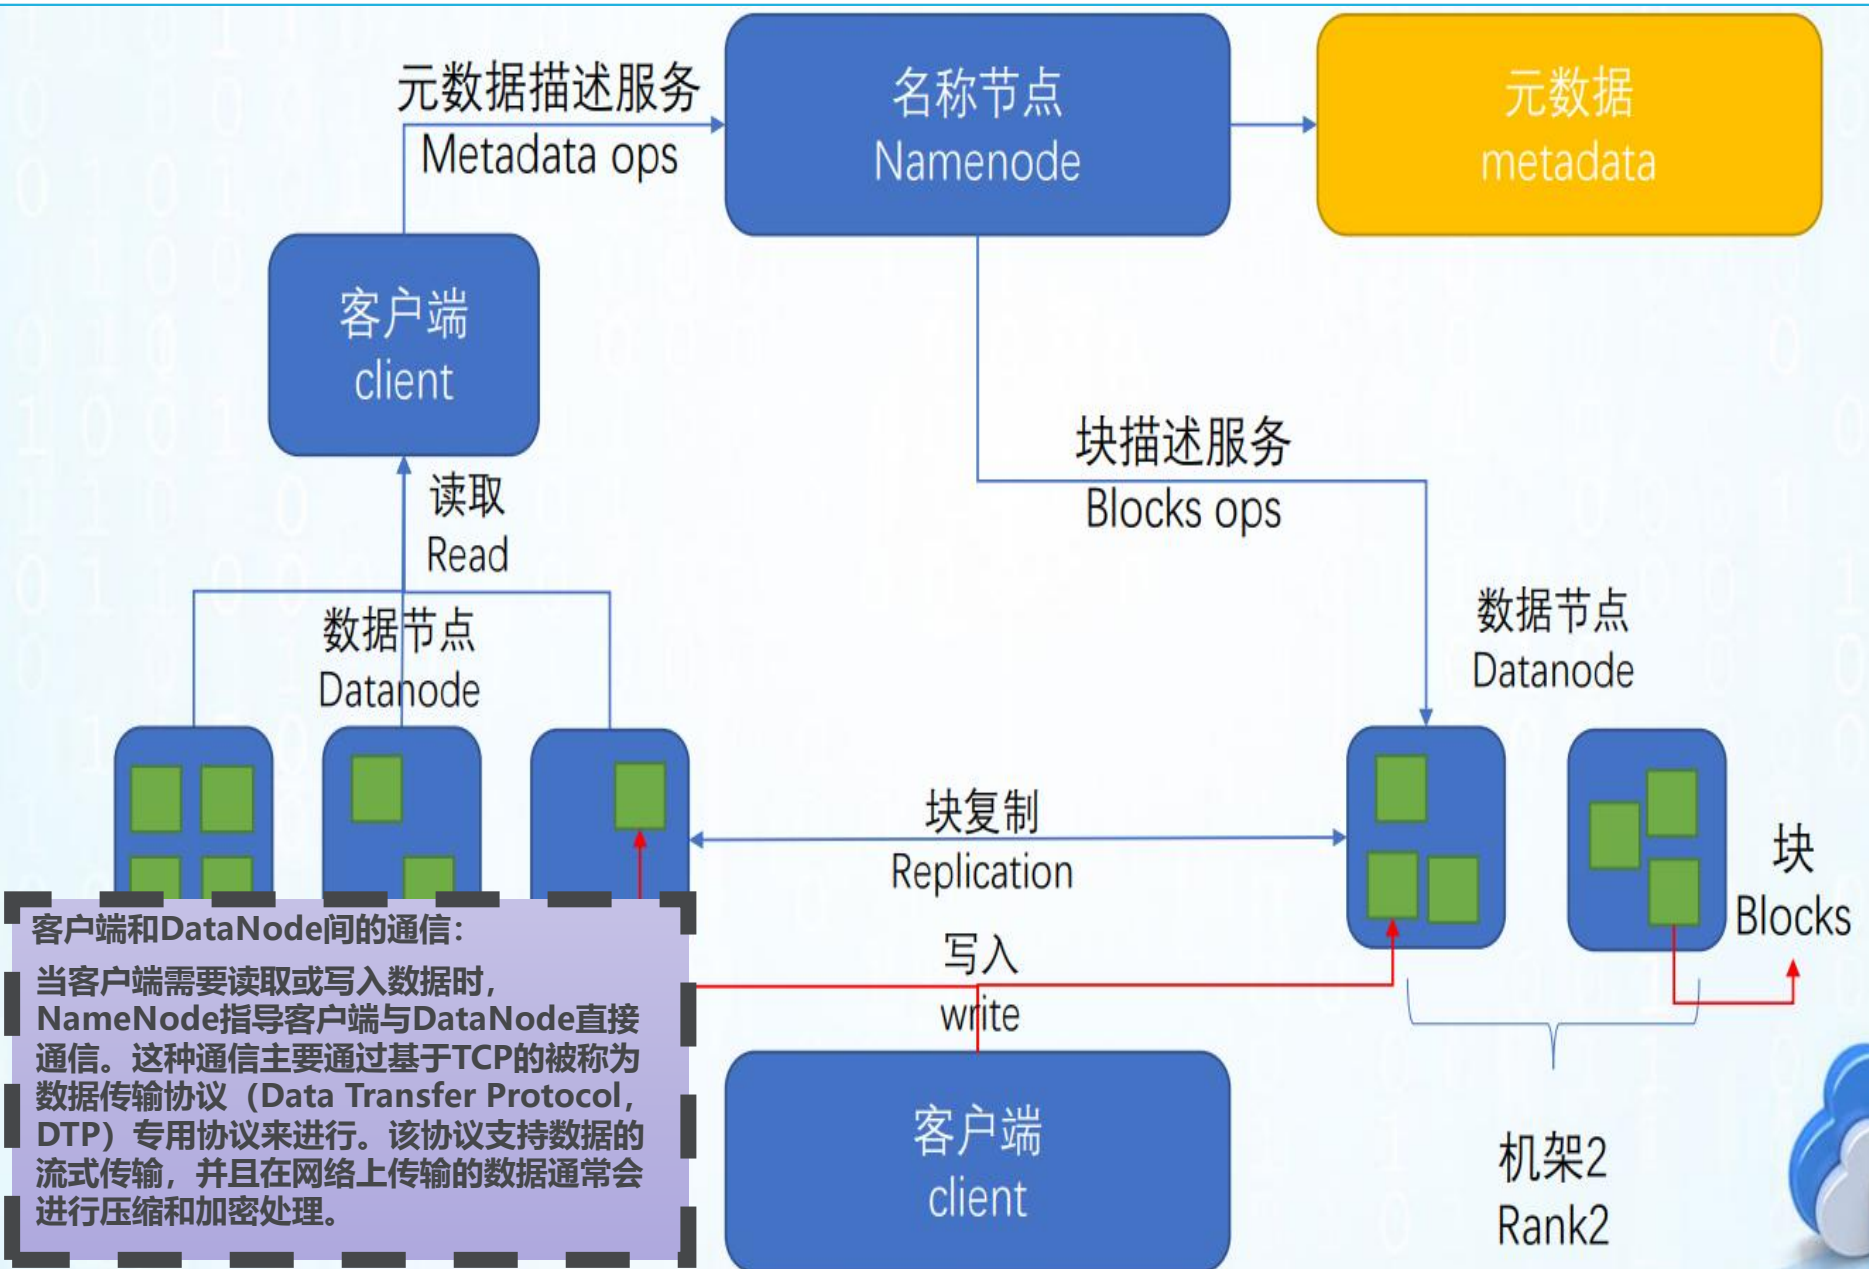 元数据描述服务
Metadata ops
名称节点
Namenode
元数据
metadata
客户端
client
块描述服务
Blocks ops
读取
Read
数据节点
Datanode
数据节点
Datanode
块复制
Replication
块
Blocks
写入
write
客户端
client
机架2
Rank2
客户端和DataNode间的通信：
当客户端需要读取或写入数据时，
NameNode指导客户端与DataNode直接
通信。这种通信主要通过基于TCP的被称为
数据传输协议（Data Transfer Protocol，
DTP）专用协议来进行。该协议支持数据的
流式传输，并且在网络上传输的数据通常会
进行压缩和加密处理。